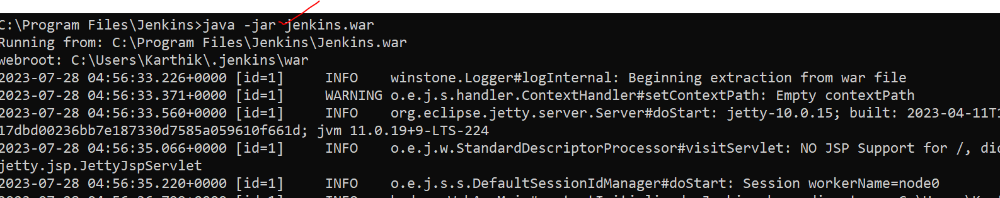 C:\Program Files\Jenkins>java -jar jenkins.war
Running from: C:\Program Files\Jenkins\Jenkins.war
webroot: C:\Users\Karthik\.jenkins\war
2023-07-28 04:56:33.226+0000 [id=1] INFO winstone.Logger#logInternal: Beginning extraction from war file
2023-07-28 04:56:33.371+0000 [id=1] WARNING o.e.j.s.handler.ContextHandler#setContextPath: Empty contextPath
2023-07-28 04:56:33.560+0000 [id=1] INFO org.eclipse.jetty.server.Server#doStart: jetty-10.0.15; built: 2023-04-11T1
17dbd00236bb7e187330d7585a059610f661d; jvm 11.0.19+9-LTS-224
2023-07-28 04:56:35.066+0000 [id=1] INFO o.e.j.w.StandardDescriptorProcessor#visitServlet: NO JSP Support for /, did
jetty.jsp.JettyJspServlet
2023-07-28 04:56:35.220+0000 [id=1] INFO o.e.j.s.s.DefaultSessionIdManager#doStart: Session workerName=node0